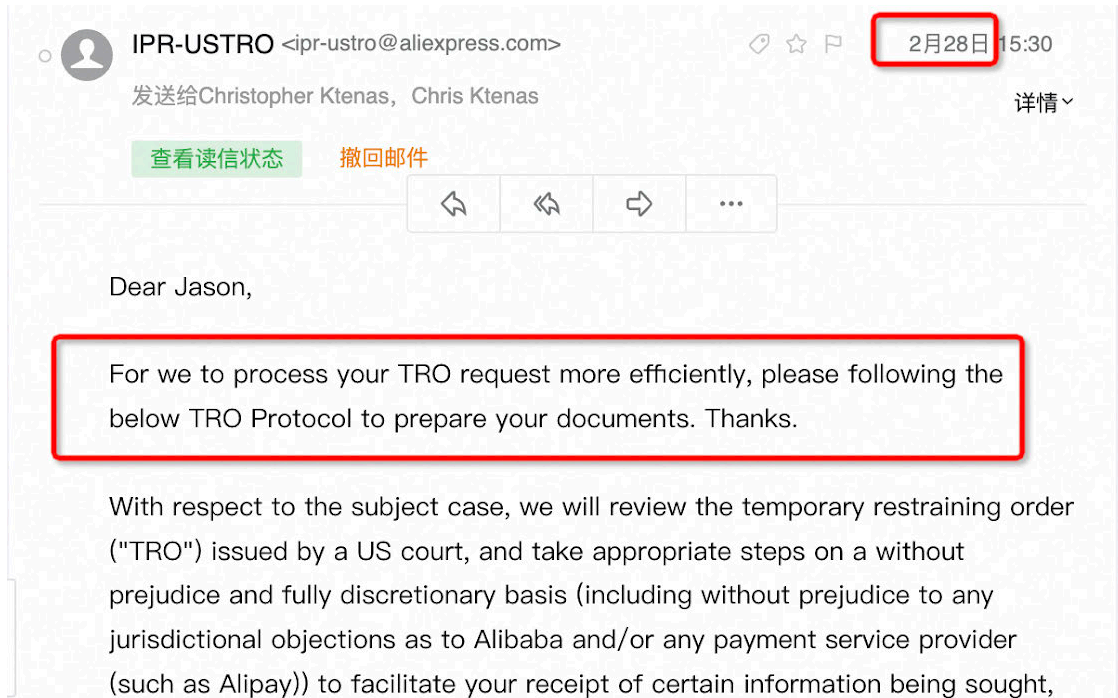 IPR-USTRO <ipr-ustro@aliexpress.com> 2月28日 15:30
发送给Christopher Ktenas，Chris Ktenas
详情
查看读信状态 撤回邮件
Dear Jason,
For we to process your TRO request more efficiently, please following the
below TRO Protocol to prepare your documents. Thanks.
With respect to the subject case, we will review the temporary restraining order
("TRO") issued by a US court, and take appropriate steps on a without
prejudice and fully discretionary basis (including without prejudice to any
jurisdictional objections as to Alibaba and/or any payment service provider
(such as Alipay)) to facilitate your receipt of certain information being sought,